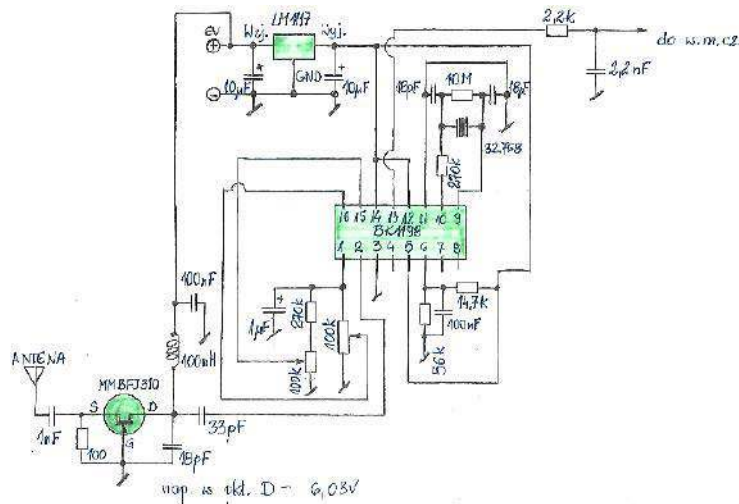 LM1117
6V
Wej.
Wyj.
GND
10µF
10µF
2,2k
do w.m.cz.
2,2nF
18pF
10M
18pF
32.768
270k
16 15 14 13 12 11 10 9
BK1198
1 2 3 4 5 6 7 8
100nF
100nH
1µF
270k
100k
100k
14,7k
100nF
56k
ANTENA
MMBFJ310
S
D
G
1nF
100
18pF
33pF
nap. w ukł. D - 6,03V